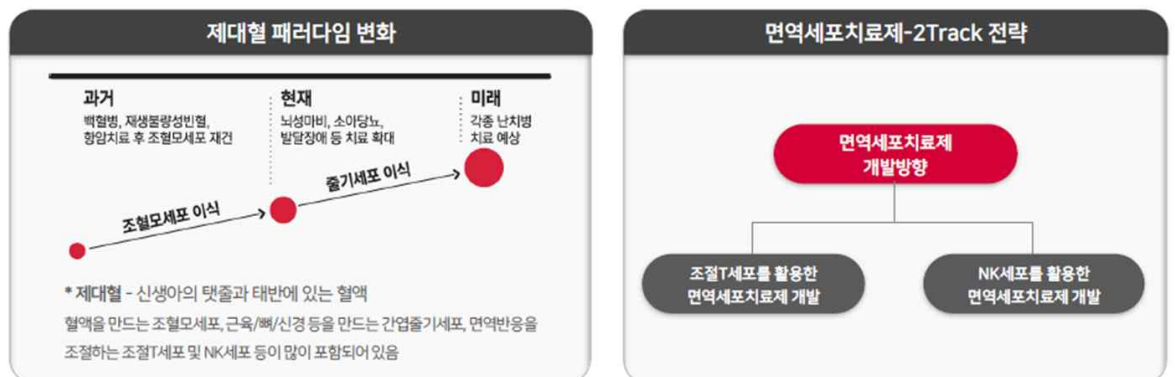 제대혈 패러다임 변화
과거
백혈병, 재생불량성빈혈,
항암치료 후 조혈모세포 재건
현재
뇌성마비, 소아당뇨,
발달장애 등 치료 확대
미래
각종 난치병
치료 예상
조혈모세포 이식
줄기세포 이식
* 제대혈 - 신생아의 탯줄과 태반에 있는 혈액
혈액을 만드는 조혈모세포, 근육/뼈/신경 등을 만드는 간엽줄기세포, 면역반응을
조절하는 조절T세포 및 NK세포 등이 많이 포함되어 있음
면역세포치료제-2Track 전략
면역세포치료제
개발방향
조절T세포를 활용한
면역세포치료제 개발
NK세포를 활용한
면역세포치료제 개발